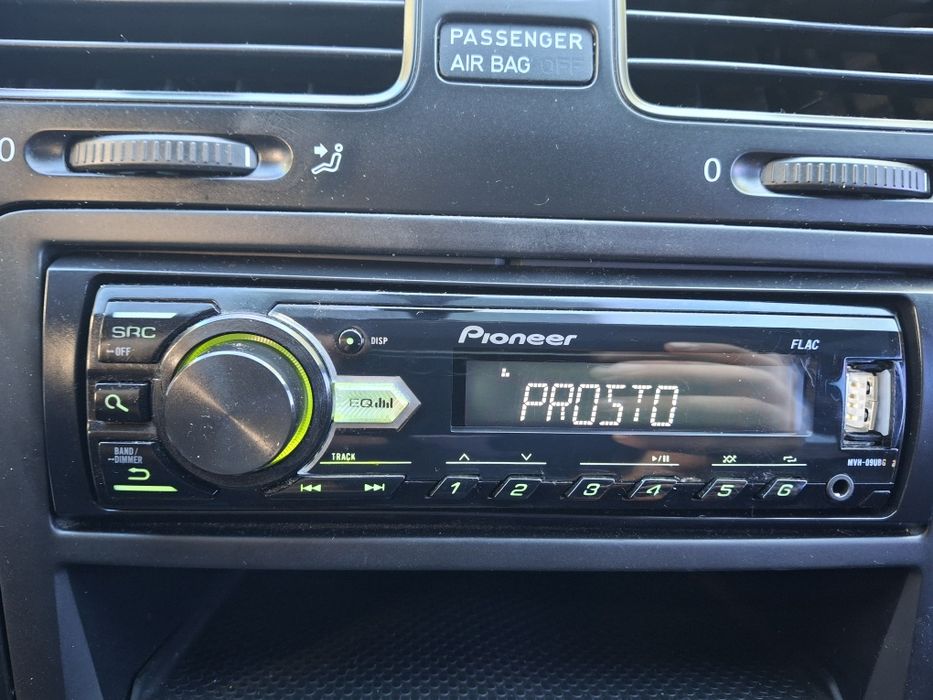 PASSENGER
AIR BAG OFF
0
0
SRC
OFF
DISP
Pioneer
FLAC
EQ
PROSTO
BAND/
DIMMER
TRACK
MVH-09UBG
1 2 3 4 5 6